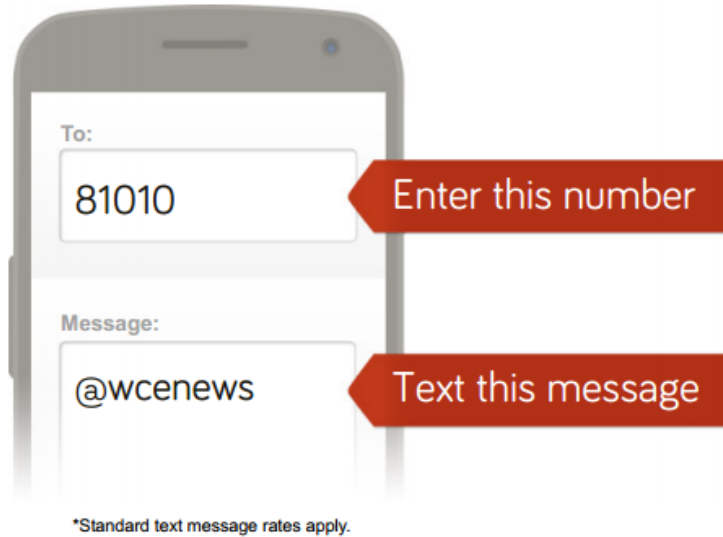 To:
81010
Enter this number
Message:
@wcenews
Text this message
*Standard text message rates apply.